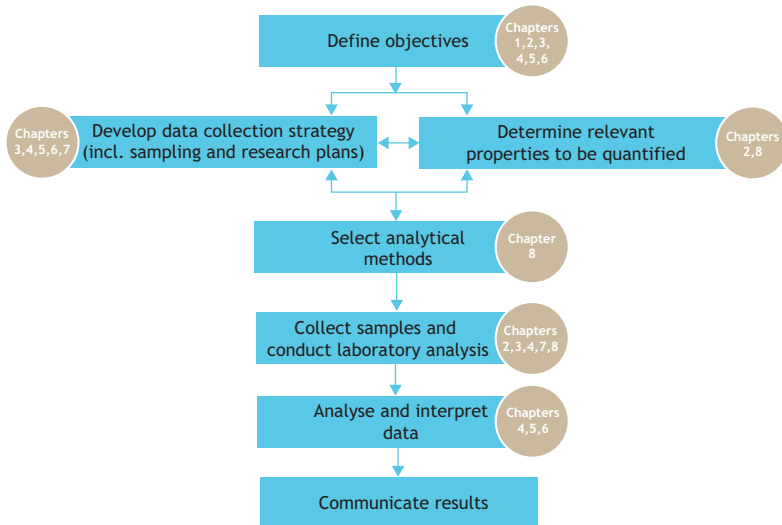 Define objectives
Chapters
1,2,3,
4,5,6
Chapters
3,4,5,6,7
Develop data collection strategy
(incl. sampling and research plans)
Determine relevant
properties to be quantified
Chapters
2,8
Select analytical
methods
Chapter
8
Collect samples and
conduct laboratory analysis
Chapters
2,3,4,7,8
Analyse and interpret
data
Chapters
4,5,6
Communicate results